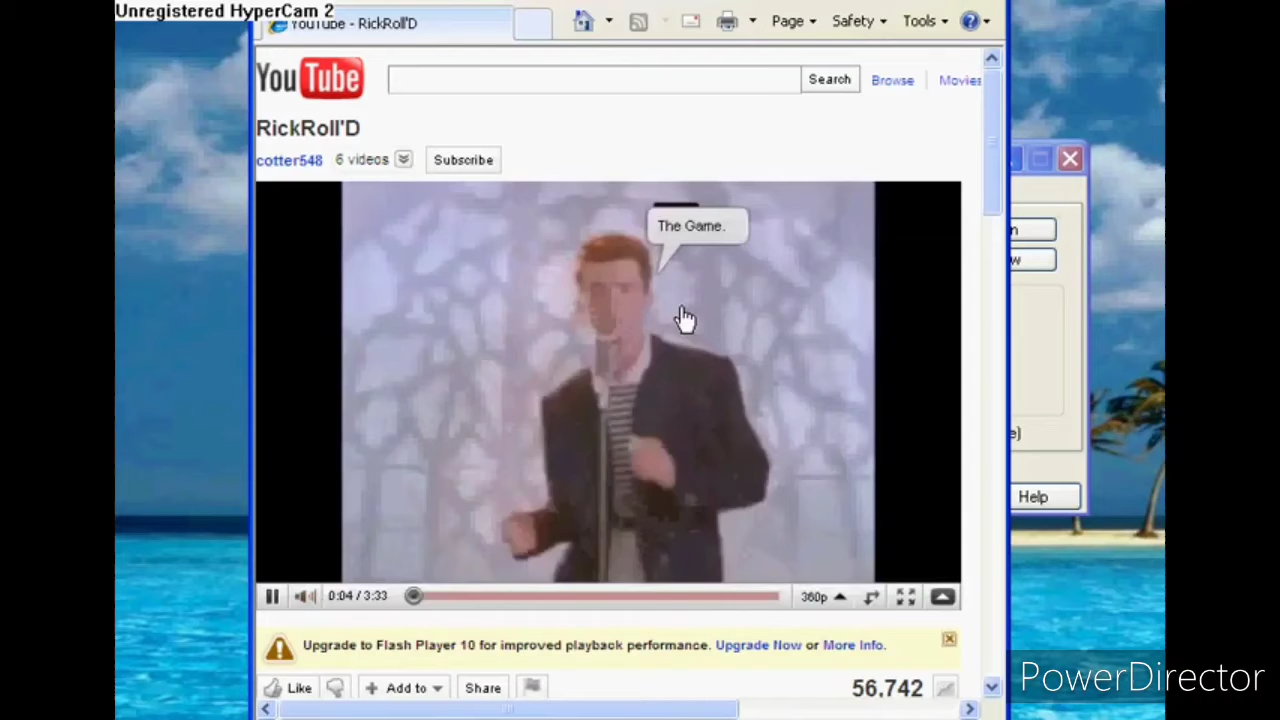 Unregistered HyperCam 2
YouTube - RickRoll'D
Page
Safety
Tools
YouTube
Search
Browse
Movies
RickRoll'D
cotter548
6 videos
Subscribe
The Game.
0:04 / 3:33
360p
Upgrade to Flash Player 10 for improved playback performance. Upgrade Now or More Info.
Like
Add to
Share
56,742
Help
PowerDirector